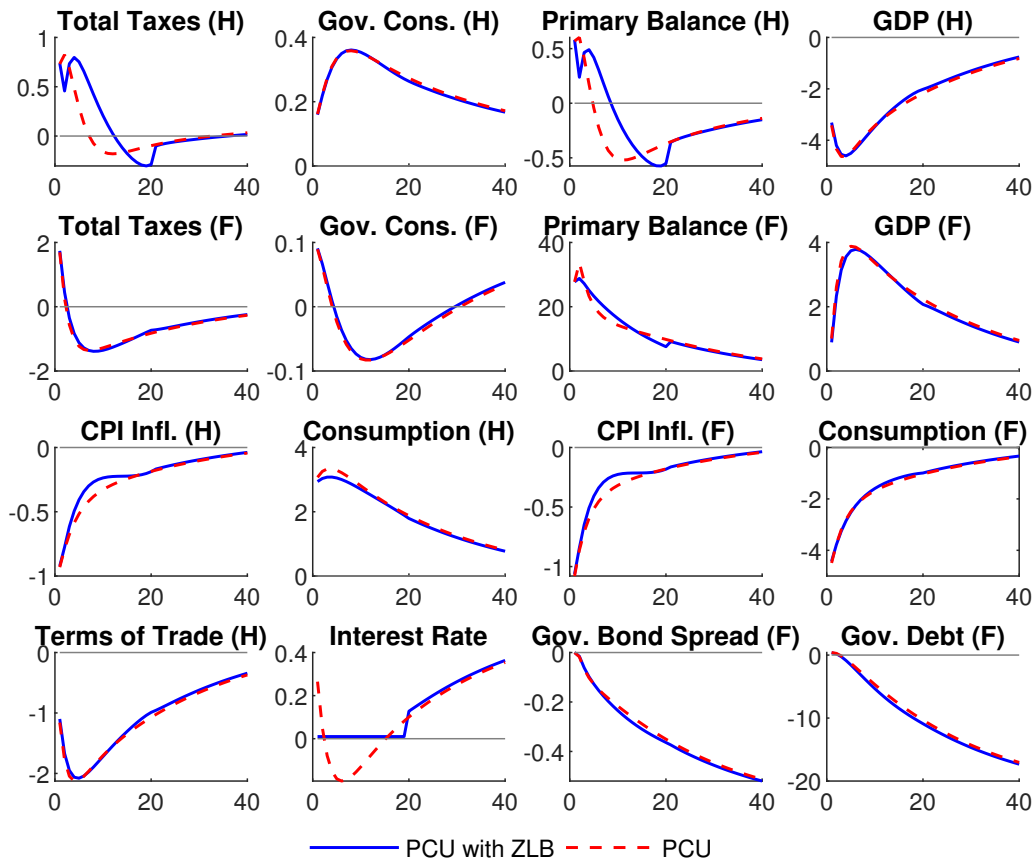 Total Taxes (H) Gov. Cons. (H) Primary Balance (H) GDP (H)
1 0.5 0
0 20 40
0.4 0.2 0
0 20 40
0.5 0 -0.5
0 20 40
0 -2 -4
0 20 40
Total Taxes (F) Gov. Cons. (F) Primary Balance (F) GDP (F)
2 0 -2
0 20 40
0.1 0 -0.1
0 20 40
40 20 0
0 20 40
4 2 0
0 20 40
CPI Infl. (H) Consumption (H) CPI Infl. (F) Consumption (F)
0 -0.5 -1
0 20 40
4 2 0
0 20 40
0 -0.5 -1
0 20 40
0 -2 -4
0 20 40
Terms of Trade (H) Interest Rate Gov. Bond Spread (F) Gov. Debt (F)
0 -1 -2
0 20 40
0.4 0.2 0
0 20 40
0 -0.2 -0.4
0 20 40
0 -10 -20
0 20 40
PCU with ZLB PCU